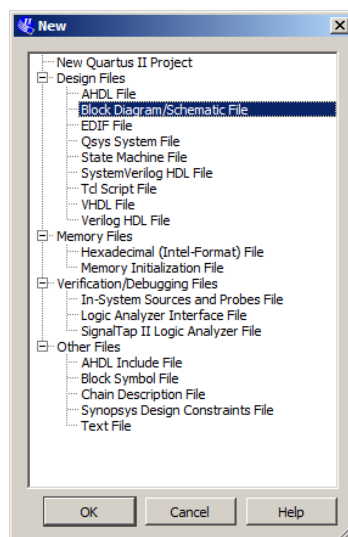 New
New Quartus II Project
Design Files
AHDL File
Block Diagram/Schematic File
EDIF File
Qsys System File
State Machine File
SystemVerilog HDL File
Tcl Script File
VHDL File
Verilog HDL File
Memory Files
Hexadecimal (Intel-Format) File
Memory Initialization File
Verification/Debugging Files
In-System Sources and Probes File
Logic Analyzer Interface File
SignalTap II Logic Analyzer File
Other Files
AHDL Include File
Block Symbol File
Chain Description File
Synopsys Design Constraints File
Text File
OK Cancel Help